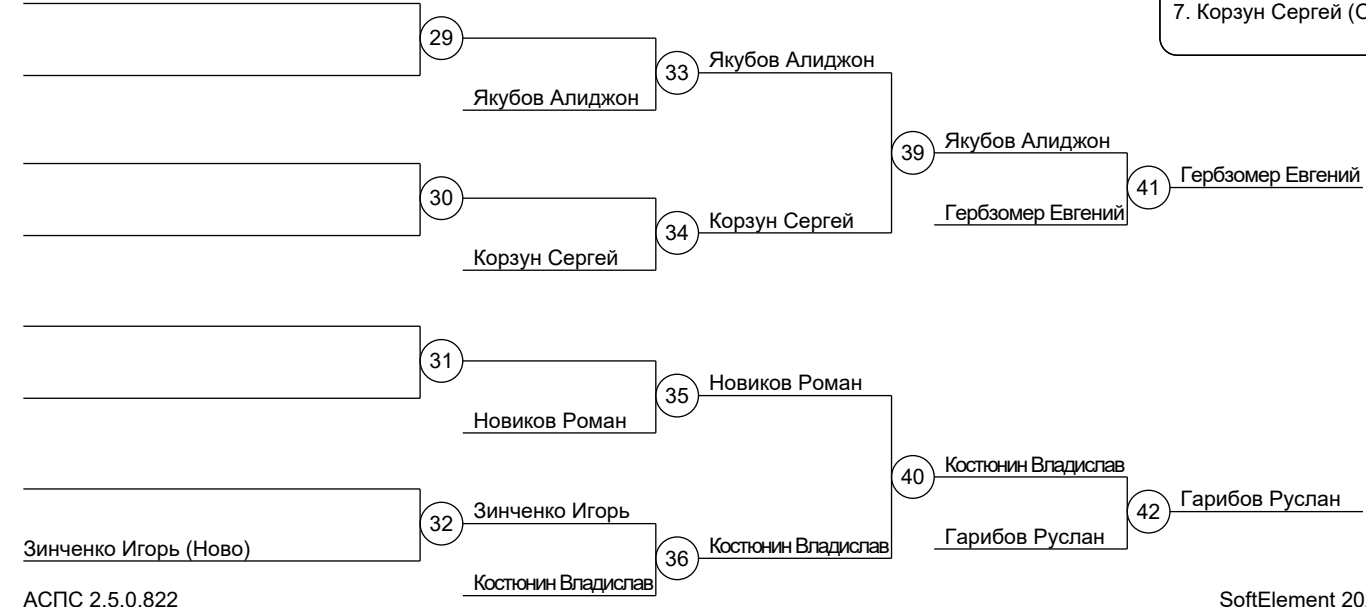 7. Корзун Сергей (С
29
Якубов Алиджон
33
Якубов Алиджон
Якубов Алиджон
39
41
Гербзомер Евгений
30
Гербзомер Евгений
34
Корзун Сергей
Корзун Сергей
31
Новиков Роман
35
Новиков Роман
Костюнин Владислав
40
Зинченко Игорь
Гарибов Руслан
42
32
Гарибов Руслан
Зинченко Игорь (Ново)
36
Костюнин Владислав
Костюнин Владислав
АСПС 2.5.0.822
SoftElement 20